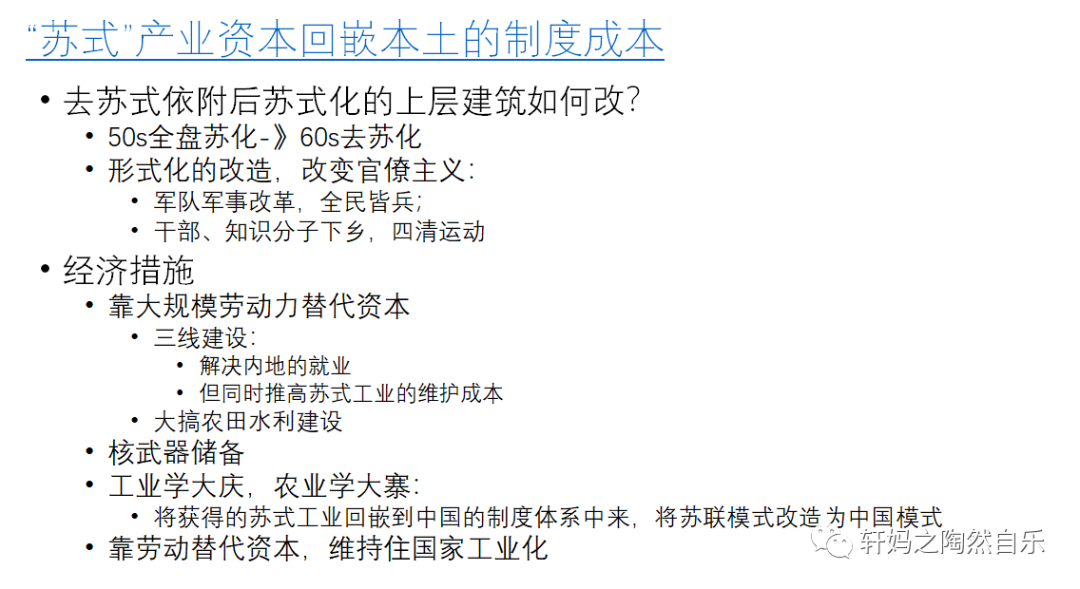 “苏式”产业资本回嵌本土的制度成本
• 去苏式依附后苏式化的上层建筑如何改？
• 50s全盘苏化-》60s去苏化
• 形式化的改造，改变官僚主义：
• 军队军事改革，全民皆兵；
• 干部、知识分子下乡，四清运动
• 经济措施
• 靠大规模劳动力替代资本
• 三线建设：
• 解决内地的就业
• 但同时推高苏式工业的维护成本
• 大搞农田水利建设
• 核武器储备
• 工业学大庆，农业学大寨：
• 将获得的苏式工业回嵌到中国的制度体系中来，将苏联模式改造为中国模式
• 靠劳动替代资本，维持住国家工业化
轩妈之陶然自乐